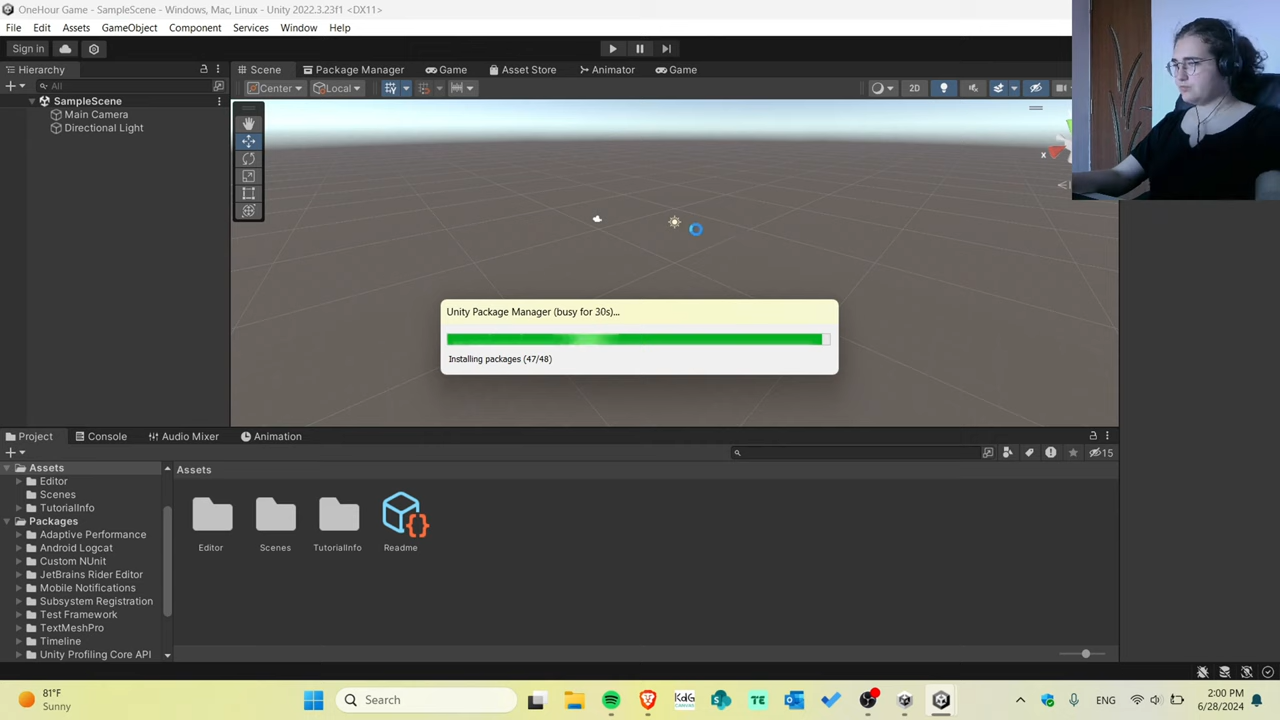 OneHour Game - SampleScene - Windows, Mac, Linux - Unity 2022.3.23f1 <DX11>
File Edit Assets GameObject Component Services Window Help
Sign in
Hierarchy
Scene Package Manager Game Asset Store Animator Game
All
Center Local 2D
SampleScene
Main Camera
Directional Light
x
Unity Package Manager (busy for 30s)...
Installing packages (47/48)
Project Console Audio Mixer Animation
15
Assets
Editor
Scenes
TutorialInfo
Packages
Adaptive Performance
Android Logcat
Custom NUnit
JetBrains Rider Editor
Mobile Notifications
Subsystem Registration
Test Framework
TextMeshPro
Timeline
Unity Profiling Core API
Assets
Editor Scenes TutorialInfo Readme
81°F
Sunny
Search
KdG
CANVAS
S
TE
ENG
2:00 PM
6/28/2024